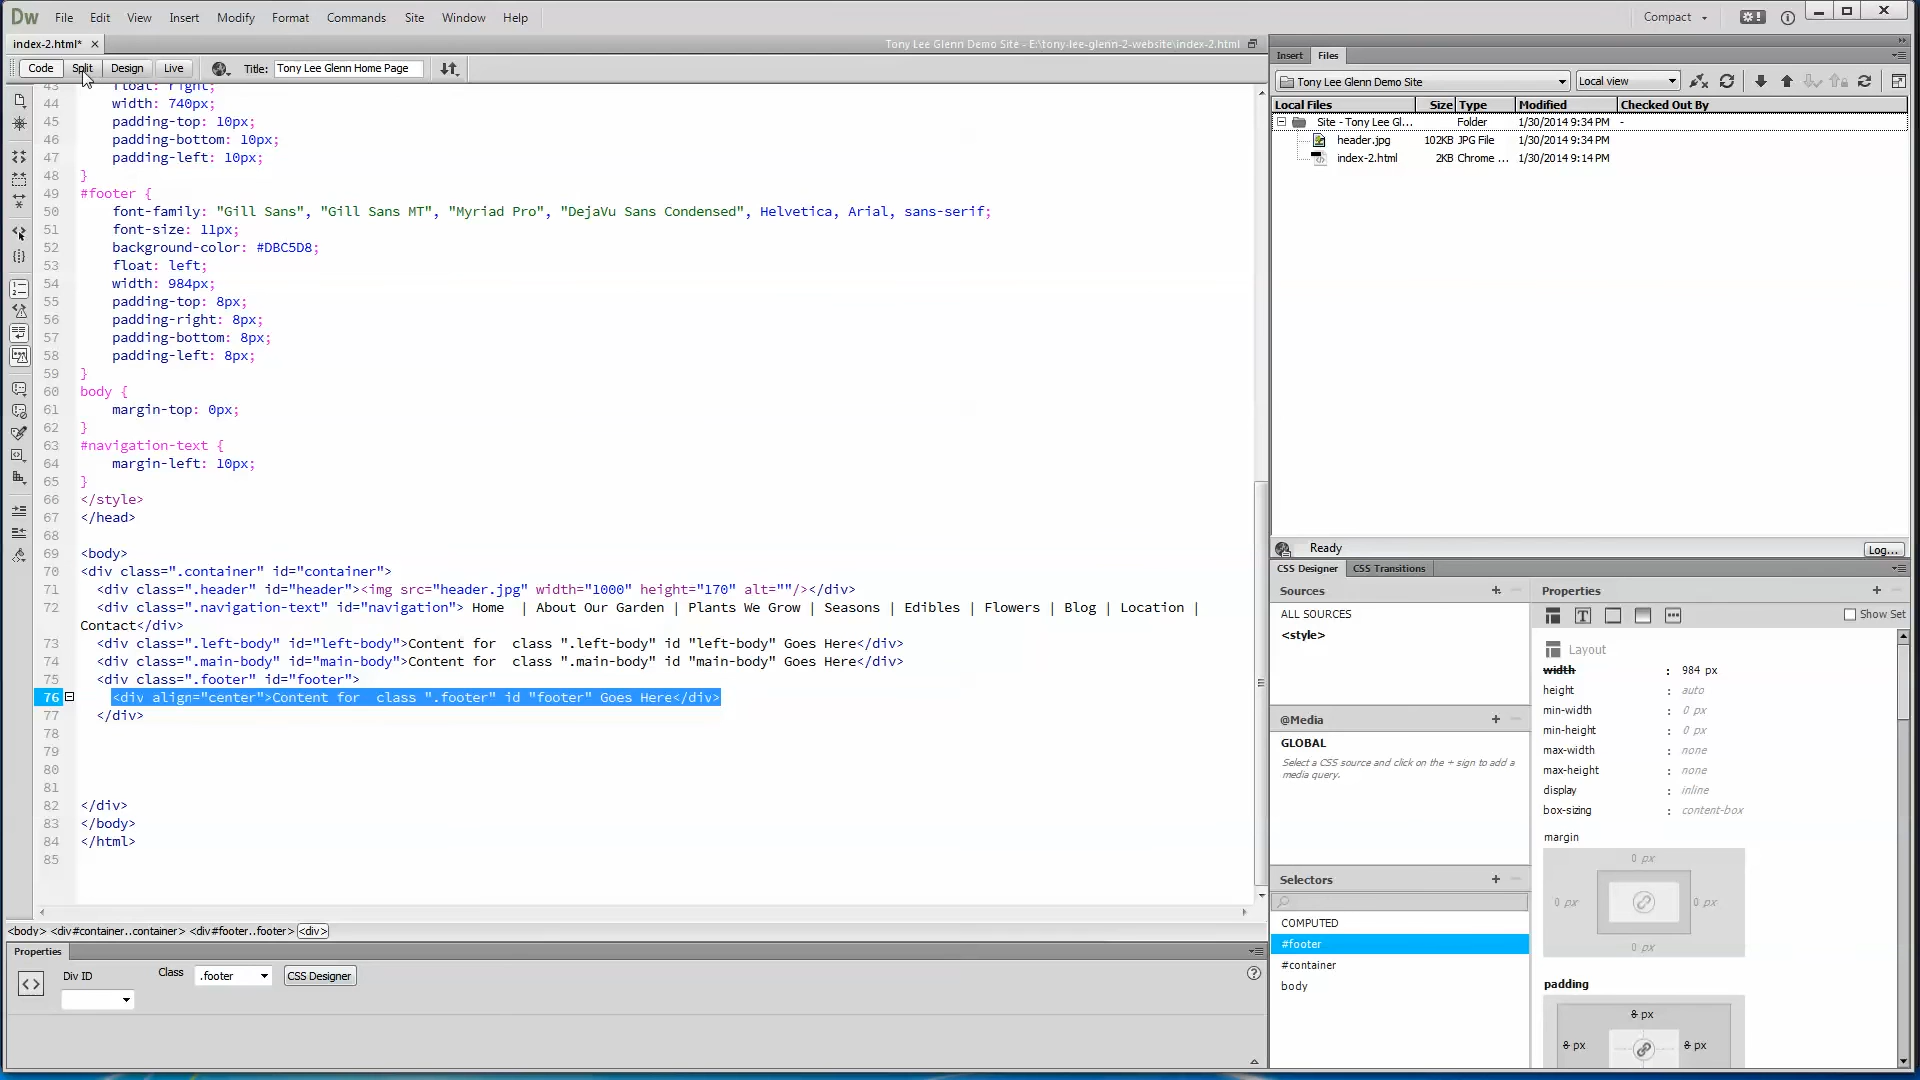 Dw File Edit View Insert Modify Format Commands Site Window Help Compact
index-2.html* Tony Lee Glenn Demo Site - E:\tony-lee-glenn-2-website\index-2.html
Code Split Design Live Title: Tony Lee Glenn Home Page
43 float: right;
44 width: 740px;
45 padding-top: 10px;
46 padding-bottom: 10px;
47 padding-left: 10px;
48 }
49 #footer {
50 font-family: "Gill Sans", "Gill Sans MT", "Myriad Pro", "DejaVu Sans Condensed", Helvetica, Arial, sans-serif;
51 font-size: 11px;
52 background-color: #DBC5D8;
53 float: left;
54 width: 984px;
55 padding-top: 8px;
56 padding-right: 8px;
57 padding-bottom: 8px;
58 padding-left: 8px;
59 }
60 body {
61 margin-top: 0px;
62 }
63 #navigation-text {
64 margin-left: 10px;
65 }
66 </style>
67 </head>
68
69 <body>
70 <div class=".container" id="container">
71 <div class=".header" id="header"><img src="header.jpg" width="1000" height="170" alt=""/></div>
72 <div class=".navigation-text" id="navigation"> Home | About Our Garden | Plants We Grow | Seasons | Edibles | Flowers | Blog | Location |
Contact</div>
73 <div class=".left-body" id="left-body">Content for class ".left-body" id "left-body" Goes Here</div>
74 <div class=".main-body" id="main-body">Content for class ".main-body" id "main-body" Goes Here</div>
75 <div class=".footer" id="footer">
76 <div align="center">Content for class ".footer" id "footer" Goes Here</div>
77 </div>
78
79
80
81
82 </div>
83 </body>
84 </html>
85
<body> <div#container..container> <div#footer..footer> <div>
Properties
Div ID Class .footer CSS Designer
Insert Files
Tony Lee Glenn Demo Site Local view
Local Files Size Type Modified Checked Out By
Site - Tony Lee Gl... Folder 1/30/2014 9:34 PM -
header.jpg 102KB JPG File 1/30/2014 9:34 PM
index-2.html 2KB Chrome ... 1/30/2014 9:14 PM
Ready Log...
CSS Designer CSS Transitions
Sources
ALL SOURCES
<style>
@Media
GLOBAL
Select a CSS source and click on the + sign to add a
media query.
Selectors
COMPUTED
#footer
#container
body
Properties
Show Set
Layout
width : 984 px
height : auto
min-width : 0 px
min-height : 0 px
max-width : none
max-height : none
display : inline
box-sizing : content-box
margin
0 px
0 px 0 px
0 px
padding
8 px
8 px 8 px